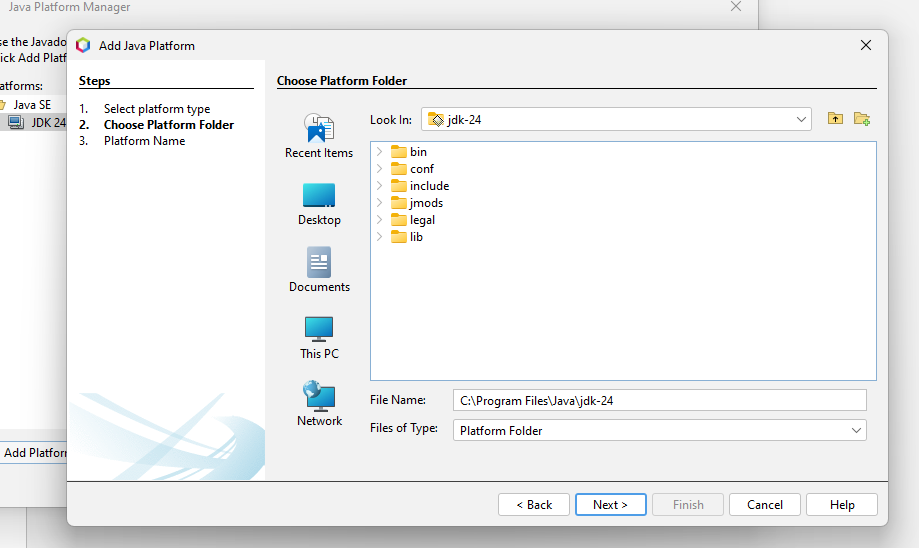 Java Platform Manager
se the Javado
ick Add Platf
atforms:
Java SE
JDK 24
Add Platfor
Add Java Platform
Steps
1. Select platform type
2. Choose Platform Folder
3. Platform Name
Choose Platform Folder
Look In: jdk-24
Recent Items
Desktop
Documents
This PC
Network
bin
conf
include
jmods
legal
lib
File Name: C:\Program Files\Java\jdk-24
Files of Type: Platform Folder
< Back
Next >
Finish
Cancel
Help